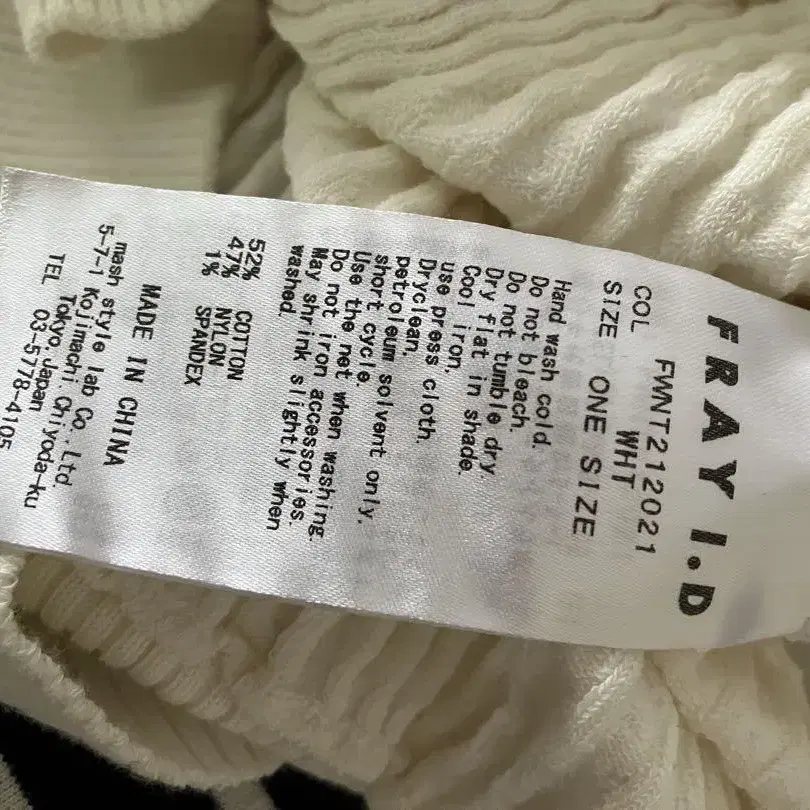 FRAY I.D
FWNT212021
COL WHT
SIZE ONE SIZE
Hand wash cold.
Do not bleach.
Do not tumble dry.
Dry flat in shade.
Cool iron.
use press cloth.
Dryclean,
petroleum solvent only,
short cycle.
Use the net when washing.
Do not iron accessories.
May shrink slightly when
washed.
52% COTTON
47% NYLON
1% SPANDEX
MADE IN CHINA
mash style lab Co.,Ltd.
5-7-1 Kojimachi Chiyoda-ku
Tokyo Japan
TEL 03-5778-4105